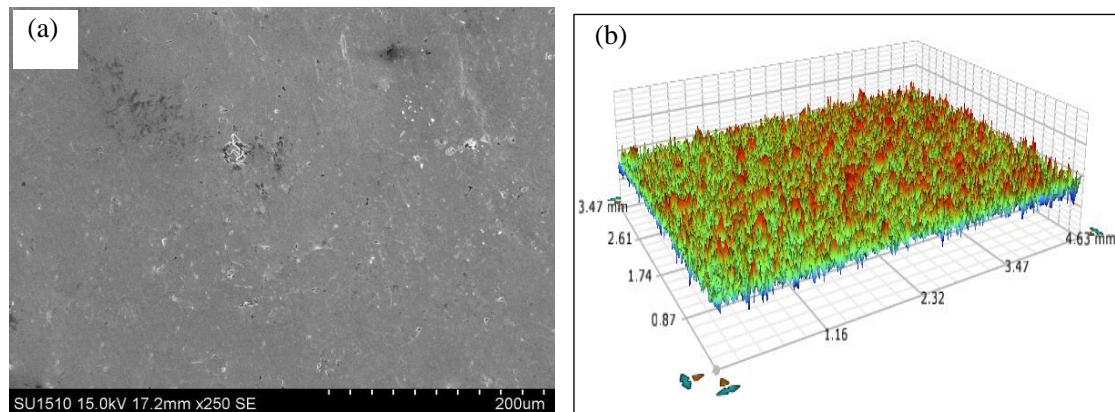 (a)
SU1510 15.0kV 17.2mm x250 SE 200um
(b)
3.47 mm
2.61
1.74
0.87
1.16
2.32
3.47
4.63 mm